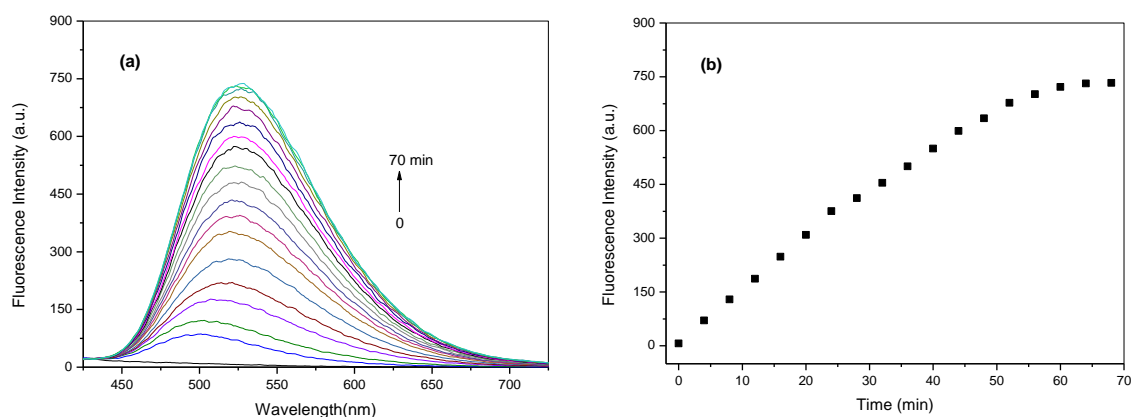 (a)
Fluorescence Intensity (a.u.)
900
750
600
450
300
150
0
70 min
0
450 500 550 600 650 700
Wavelength(nm)
(b)
Fluorescence Intensity (a.u.)
900
750
600
450
300
150
0
0 10 20 30 40 50 60 70
Time (min)